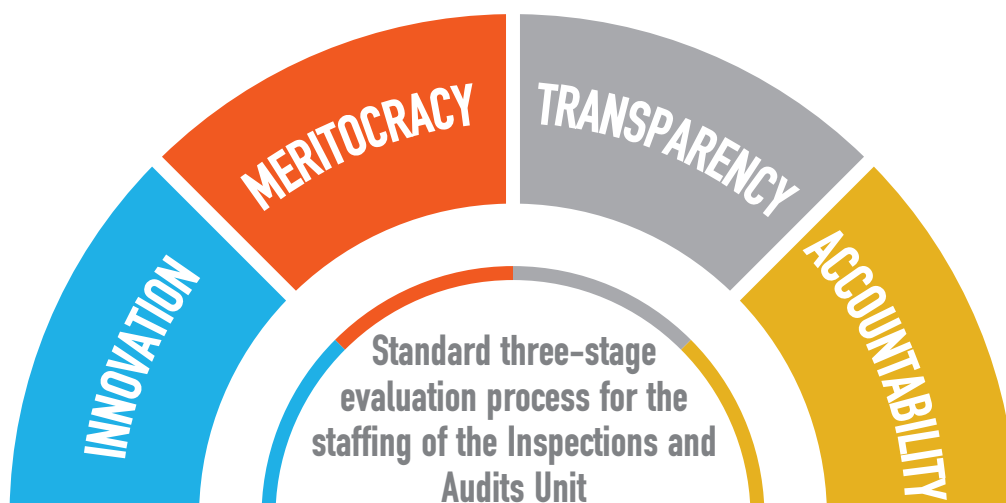 INNOVATION
MERITOCRACY
TRANSPARENCY
ACCOUNTABILITY
Standard three-stage
evaluation process for the
staffing of the Inspections and
Audits Unit